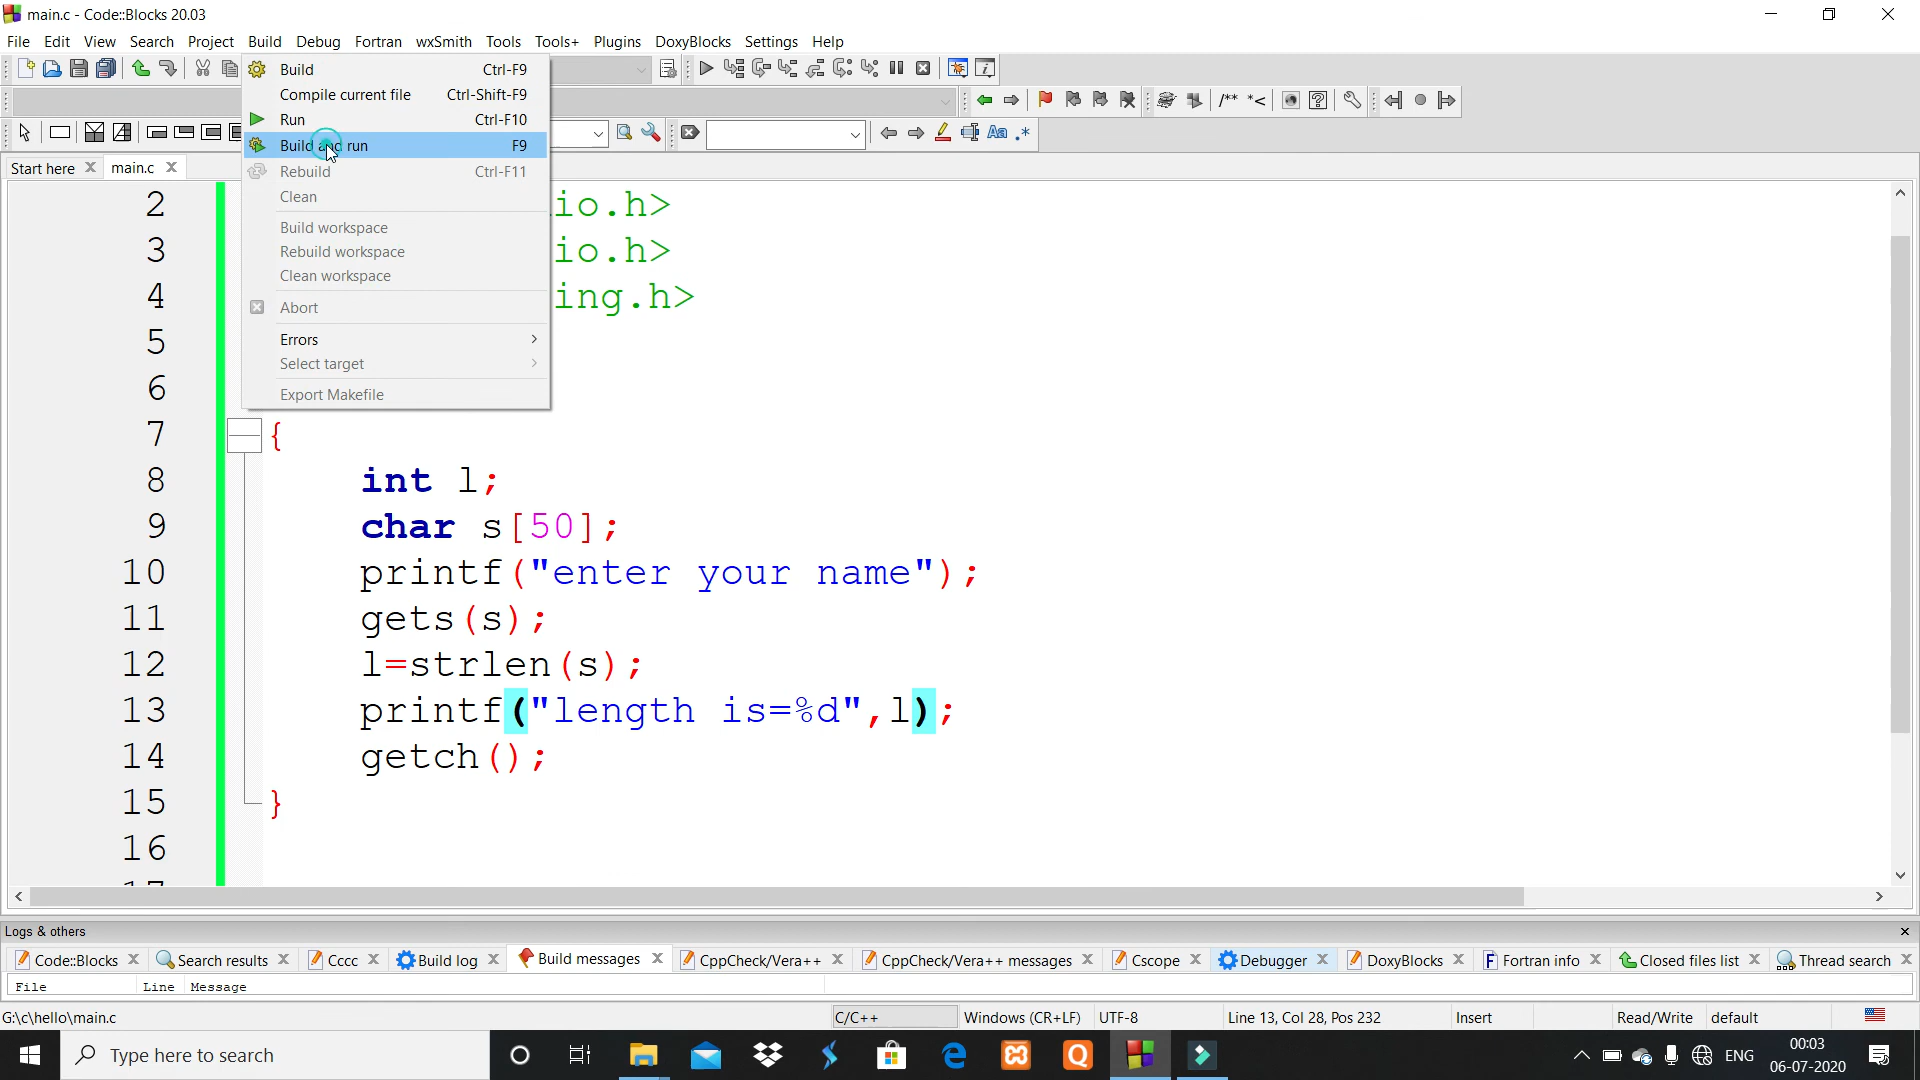 main.c - Code::Blocks 20.03
File Edit View Search Project Build Debug Fortran wxSmith Tools Tools+ Plugins DoxyBlocks Settings Help
Build Ctrl-F9
Compile current file Ctrl-Shift-F9
Run Ctrl-F10
Build and run F9
Rebuild Ctrl-F11
Clean
Build workspace
Rebuild workspace
Clean workspace
Abort
Errors
Select target
Export Makefile
/** *<
Aa .*
Start here main.c
2 io.h>
3 io.h>
4 ing.h>
5
6
7 {
8 int l;
9 char s[50];
10 printf("enter your name");
11 gets(s);
12 l=strlen(s);
13 printf("length is=%d",l);
14 getch();
15 }
16
Logs & others
Code::Blocks Search results Cccc Build log Build messages CppCheck/Vera++ CppCheck/Vera++ messages Cscope Debugger DoxyBlocks Fortran info Closed files list Thread search
File Line Message
G:\c\hello\main.c C/C++ Windows (CR+LF) UTF-8 Line 13, Col 28, Pos 232 Insert Read/Write default
Type here to search
ENG
00:03
06-07-2020